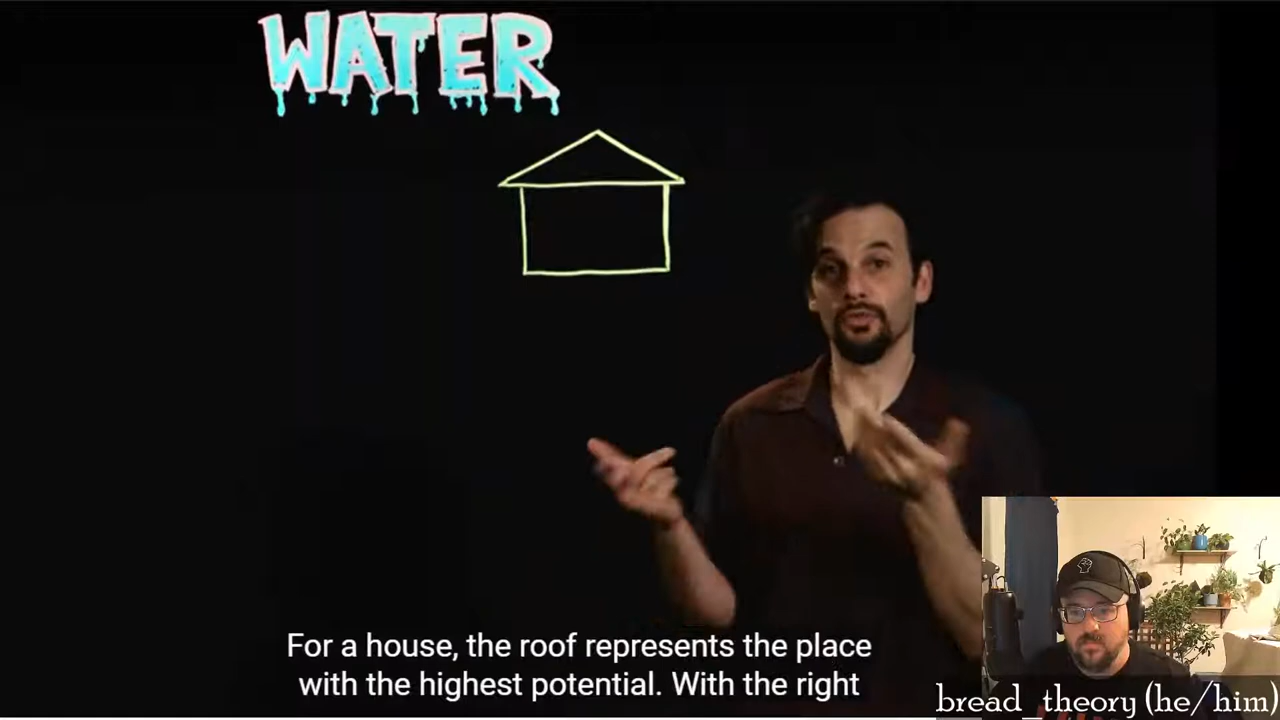 WATER
For a house, the roof represents the place
with the highest potential. With the right
bread_theory (he/him)